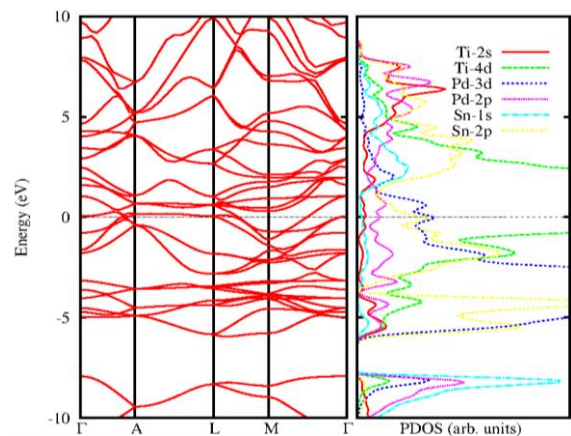 10
5
0
-5
-10
Energy (eV)
Γ A L M Γ
Ti-2s
Ti-4d
Pd-3d
Pd-2p
Sn-1s
Sn-2p
PDOS (arb. units)